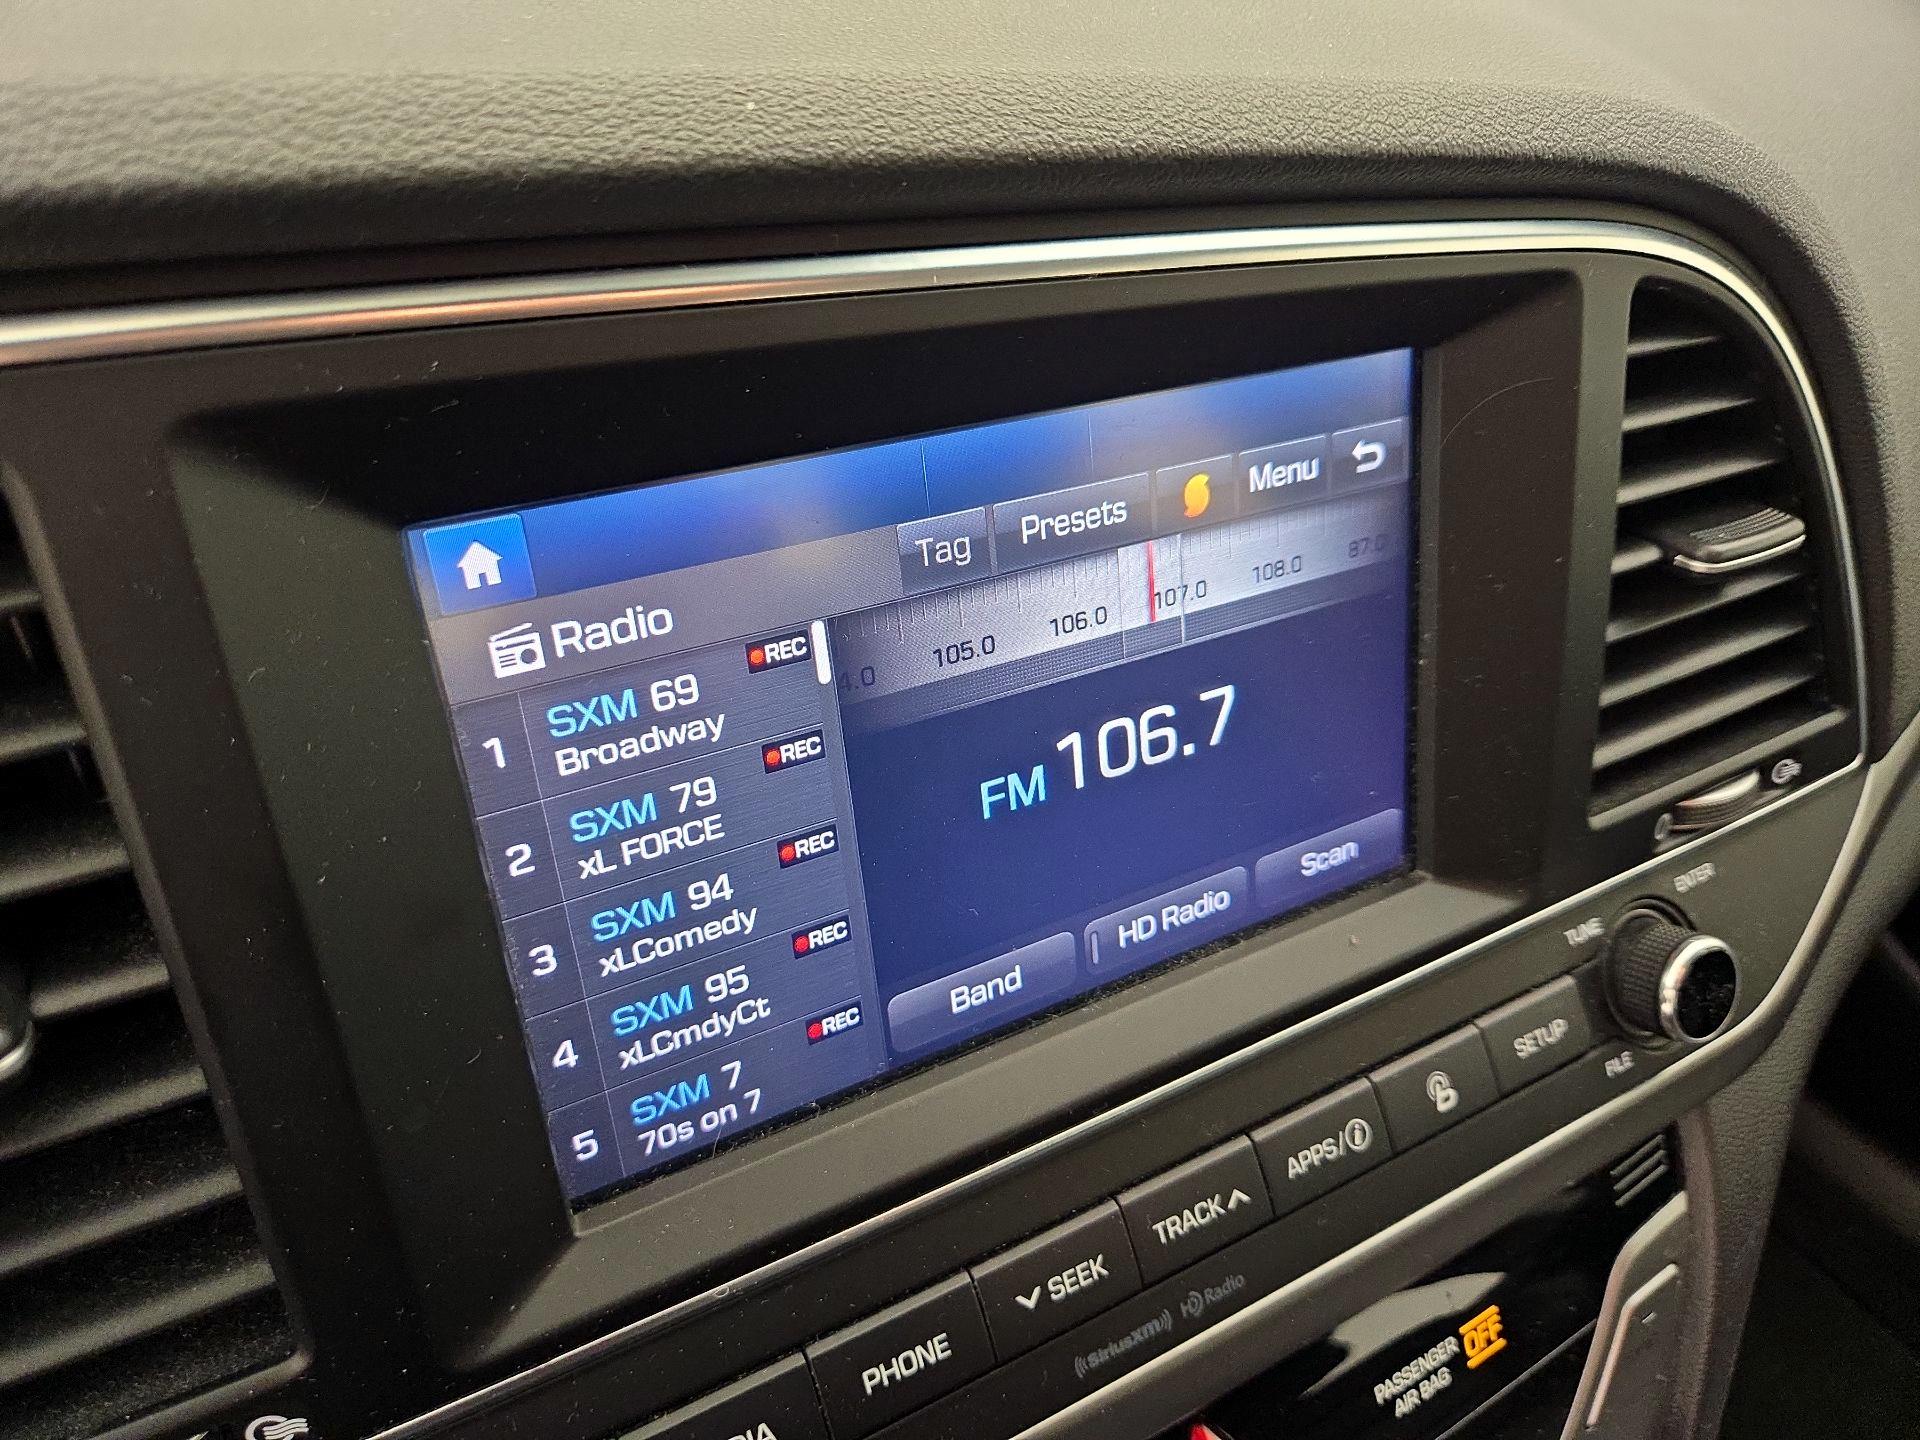 Tag
Presets
Menu
Radio
4.0 105.0 106.0 107.0 108.0 87.0
REC
1 SXM 69
Broadway
REC
2 SXM 79
xL FORCE
REC
3 SXM 94
xLComedy
REC
4 SXM 95
xLCmdyCt
REC
5 SXM 7
70s on 7
FM 106.7
Band
HD Radio
Scan
ENTER
TUNE
FILE
PHONE
SEEK
TRACK
APPS/i
SETUP
SiriusXM HD Radio
PASSENGER
AIR BAG
OFF